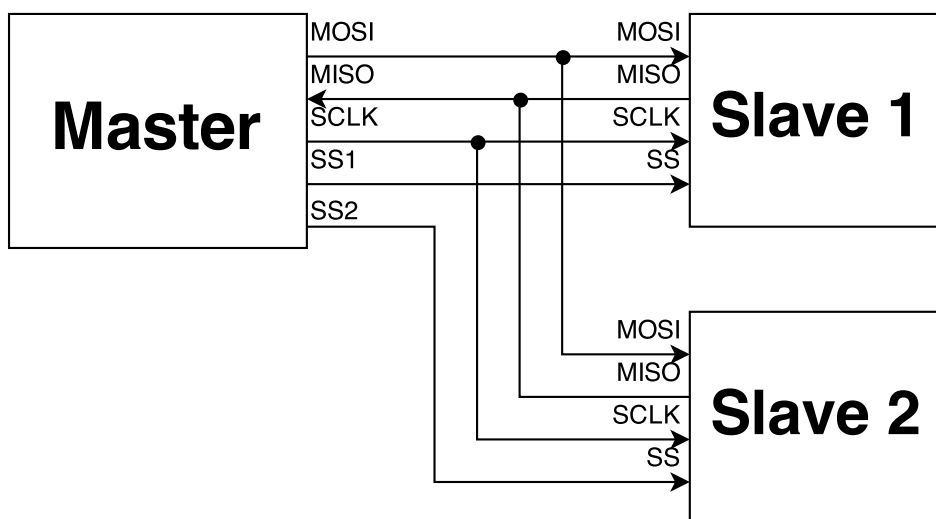 MOSI
MISO
SCLK
SS1
SS2
Master
MOSI
MISO
SCLK
SS
Slave 1
MOSI
MISO
SCLK
SS
Slave 2